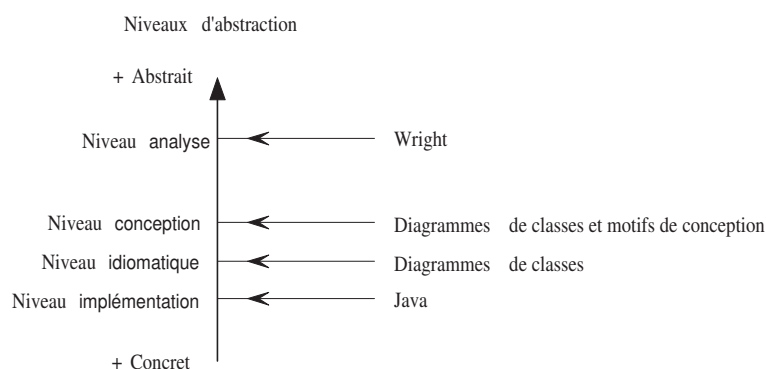 Niveaux d'abstraction
+ Abstrait
Niveau analyse
Wright
Niveau conception
Diagrammes de classes et motifs de conception
Niveau idiomatique
Diagrammes de classes
Niveau implémentation
Java
+ Concret